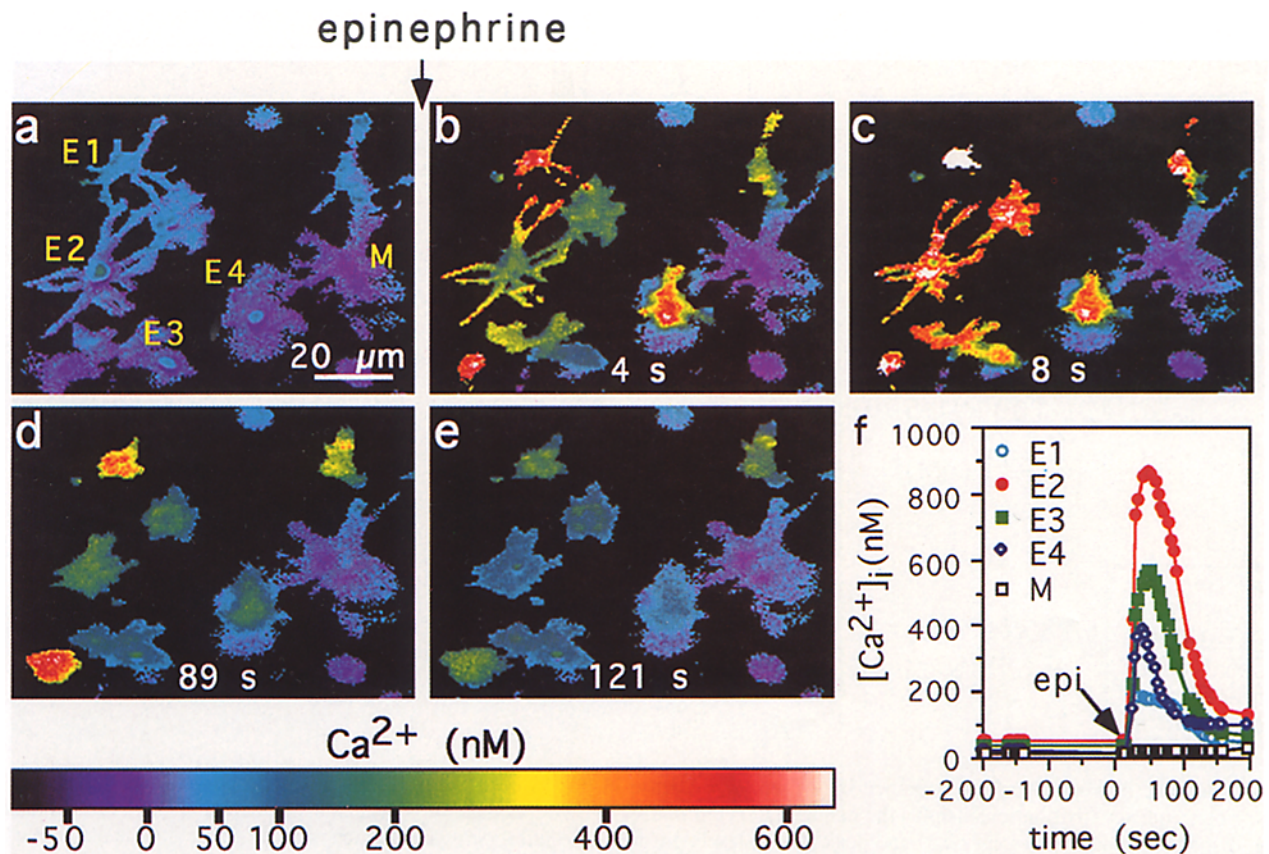 epinephrine
a
E1
E2
E3
E4
M
20 µm
b
4 s
c
8 s
d
89 s
e
121 s
f
1000
800
600
400
200
0
[Ca2+]i(nM)
E1
E2
E3
E4
M
epi
-200 -100 0 100 200
time (sec)
Ca2+ (nM)
-50 0 50 100 200 400 600